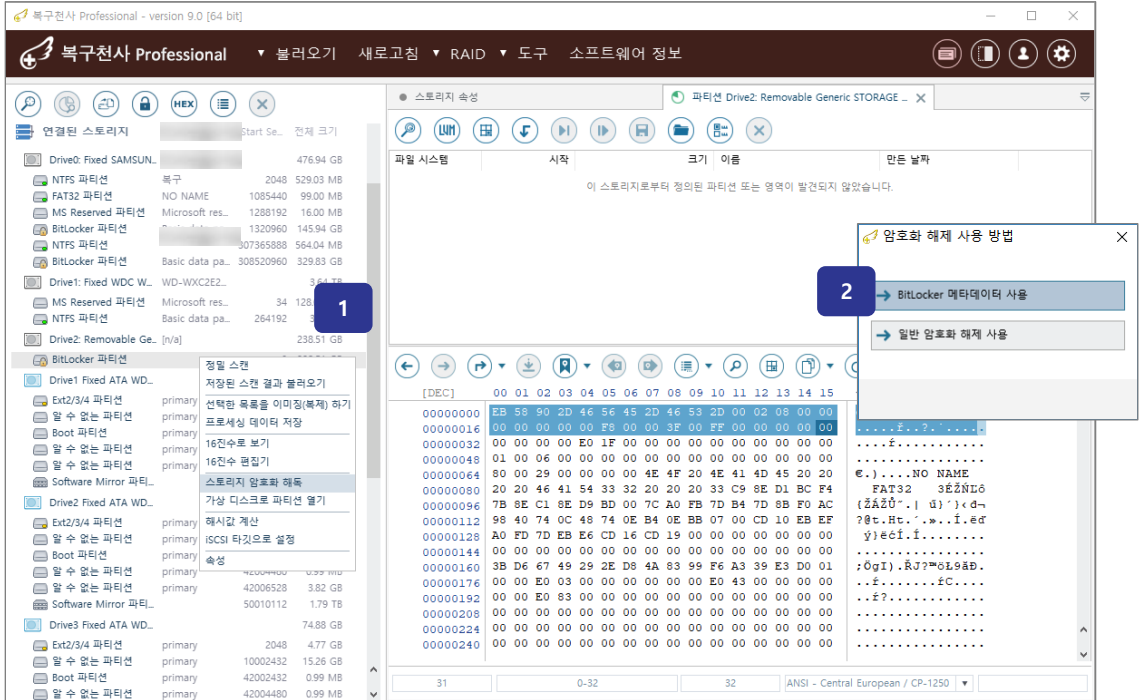 복구천사 Professional - version 9.0 [64 bit]
복구천사 Professional ▼ 불러오기 새로고침 ▼ RAID ▼ 도구 소프트웨어 정보
HEX
연결된 스토리지 Start Se... 전체 크기
Drive0: Fixed SAMSUN... 476.94 GB
NTFS 파티션 복구 2048 529.03 MB
FAT32 파티션 NO NAME 1085440 99.00 MB
MS Reserved 파티션 Microsoft res... 1288192 16.00 MB
BitLocker 파티션 1320960 145.94 GB
NTFS 파티션 307365888 564.04 MB
BitLocker 파티션 Basic data pa... 308520960 329.83 GB
Drive1: Fixed WDC W... WD-WXC2E2... 3.64 TB
MS Reserved 파티션 Microsoft res... 34 128.
NTFS 파티션 Basic data pa... 264192
Drive2: Removable Ge... [n/a] 238.51 GB
BitLocker 파티션
Drive1 Fixed ATA WD...
Ext2/3/4 파티션 primary
알 수 없는 파티션 primary
Boot 파티션 primary
알 수 없는 파티션 primary
알 수 없는 파티션 primary
Software Mirror 파티...
Drive2 Fixed ATA WD...
Ext2/3/4 파티션 primary
알 수 없는 파티션 primary
Boot 파티션 primary
알 수 없는 파티션 primary 42004480 0.99 MB
알 수 없는 파티션 primary 42006528 3.82 GB
Software Mirror 파티... 50010112 1.79 TB
Drive3 Fixed ATA WD... 74.88 GB
Ext2/3/4 파티션 primary 2048 4.77 GB
알 수 없는 파티션 primary 10002432 15.26 GB
Boot 파티션 primary 42002432 0.99 MB
알 수 없는 파티션 primary 42004480 0.99 MB
1
정밀 스캔
저장된 스캔 결과 불러오기
선택한 목록을 이미징(복제) 하기
프로세싱 데이터 저장
16진수로 보기
16진수 편집기
스토리지 암호화 해독
가상 디스크로 파티션 열기
해시값 계산
iSCSI 타깃으로 설정
속성
스토리지 속성
파티션 Drive2: Removable Generic STORAGE ...
LVM
파일 시스템 시작 크기 이름 만든 날짜
이 스토리지로부터 정의된 파티션 또는 영역이 발견되지 않았습니다.
암호화 해제 사용 방법
2
BitLocker 메타데이터 사용
일반 암호화 해제 사용
[DEC] 00 01 02 03 04 05 06 07 08 09 10 11 12 13 14 15
00000000 EB 58 90 2D 46 56 45 2D 46 53 2D 00 02 08 00 00
00000016 00 00 00 00 00 F8 00 00 3F 00 FF 00 00 00 00 00 .....ř..?.˙.....
00000032 00 00 00 00 E0 1F 00 00 00 00 00 00 00 00 00 00 ....ŕ...........
00000048 01 00 06 00 00 00 00 00 00 00 00 00 00 00 00 00 ................
00000064 80 00 29 00 00 00 00 4E 4F 20 4E 41 4D 45 20 20 €.)....NO NAME
00000080 20 20 46 41 54 33 32 20 20 20 33 C9 8E D1 BC F4 FAT32 3ÉŽŃĽô
00000096 7B 8E C1 8E D9 BD 00 7C A0 FB 7D B4 7D 8B F0 AC {ŽÁŽŮ˝.| ű}´}‹đ¬
00000112 98 40 74 0C 48 74 0E B4 0E BB 07 00 CD 10 EB EF ?@t.Ht.´.»..Í.ëď
00000128 A0 FD 7D EB E6 CD 16 CD 19 00 00 00 00 00 00 00 ý}ëćÍ.Í.......
00000144 00 00 00 00 00 00 00 00 00 00 00 00 00 00 00 00 ................
00000160 3B D6 67 49 29 2E D8 4A 83 99 F6 A3 39 E3 D0 01 ;ÖgI).ŘJ?™öŁ9ăĐ.
00000176 00 00 E0 03 00 00 00 00 00 00 E0 43 00 00 00 00 ..ŕ.......ŕC....
00000192 00 00 E0 83 00 00 00 00 00 00 00 00 00 00 00 00 ..ŕ?............
00000208 00 00 00 00 00 00 00 00 00 00 00 00 00 00 00 00 ................
00000224 00 00 00 00 00 00 00 00 00 00 00 00 00 00 00 00 ................
00000240 00 00 00 00 00 00 00 00 00 00 00 00 00 00 00 00 ................
31 0-32 32 ANSI - Central European / CP-1250 ▼